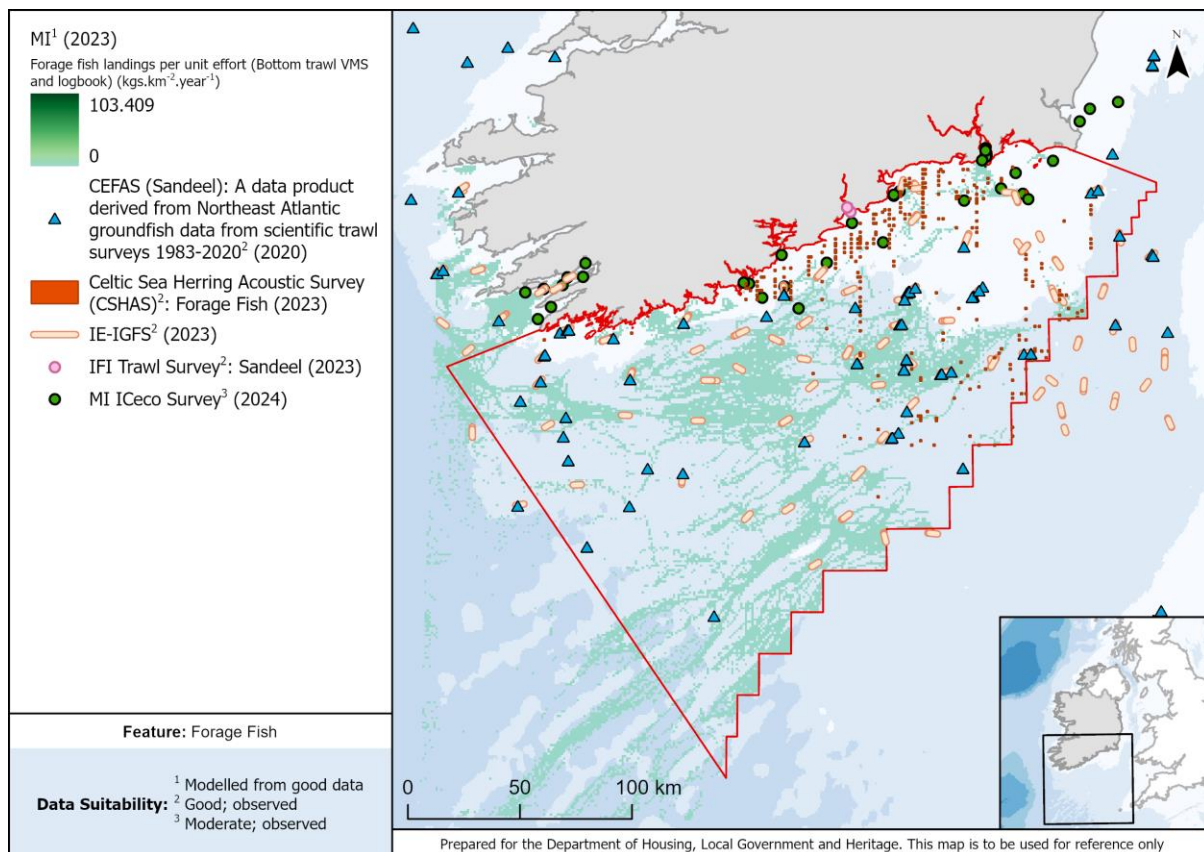 MI¹ (2023)
Forage fish landings per unit effort (Bottom trawl VMS
and logbook) (kgs.km⁻².year⁻¹)
103.409
0
CEFAS (Sandeel): A data product
derived from Northeast Atlantic
groundfish data from scientific trawl
surveys 1983-2020² (2020)
Celtic Sea Herring Acoustic Survey
(CSHAS)²: Forage Fish (2023)
IE-IGFS² (2023)
IFI Trawl Survey²: Sandeel (2023)
MI ICeco Survey³ (2024)
Feature: Forage Fish
Data Suitability:
¹ Modelled from good data
² Good; observed
³ Moderate; observed
N
0 50 100 km
Prepared for the Department of Housing, Local Government and Heritage. This map is to be used for reference only